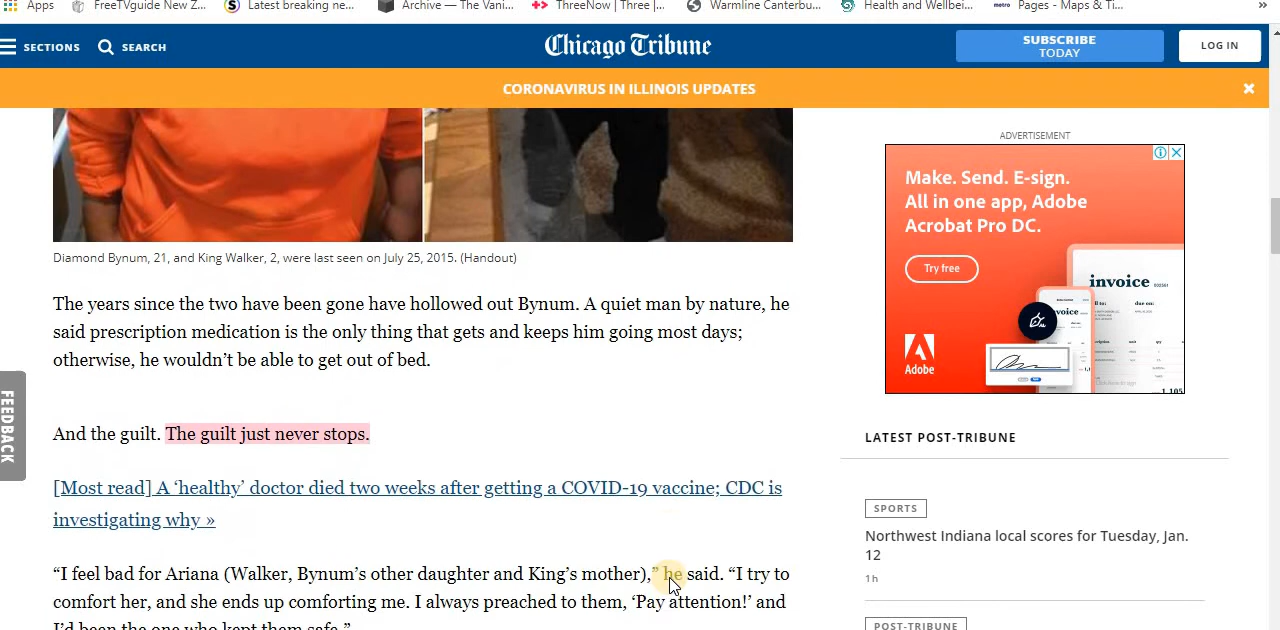 Apps FreeTVguide New Z... Latest breaking ne... Archive — The Vani... ThreeNow | Three |... Warmline Canterbu... Health and Wellbei... metro Pages - Maps & Ti... »
SECTIONS SEARCH Chicago Tribune SUBSCRIBE TODAY LOG IN
CORONAVIRUS IN ILLINOIS UPDATES
Diamond Bynum, 21, and King Walker, 2, were last seen on July 25, 2015. (Handout)
The years since the two have been gone have hollowed out Bynum. A quiet man by nature, he
said prescription medication is the only thing that gets and keeps him going most days;
otherwise, he wouldn’t be able to get out of bed.
And the guilt. The guilt just never stops.
[Most read] A ‘healthy’ doctor died two weeks after getting a COVID-19 vaccine; CDC is
investigating why »
“I feel bad for Ariana (Walker, Bynum’s other daughter and King’s mother),” he said. “I try to
comfort her, and she ends up comforting me. I always preached to them, ‘Pay attention!’ and
I’d been the one who kept them safe.”
FEEDBACK
ADVERTISEMENT
Make. Send. E-sign.
All in one app, Adobe
Acrobat Pro DC.
Try free
Adobe
invoice
LATEST POST-TRIBUNE
SPORTS
Northwest Indiana local scores for Tuesday, Jan.
12
1h
POST-TRIBUNE